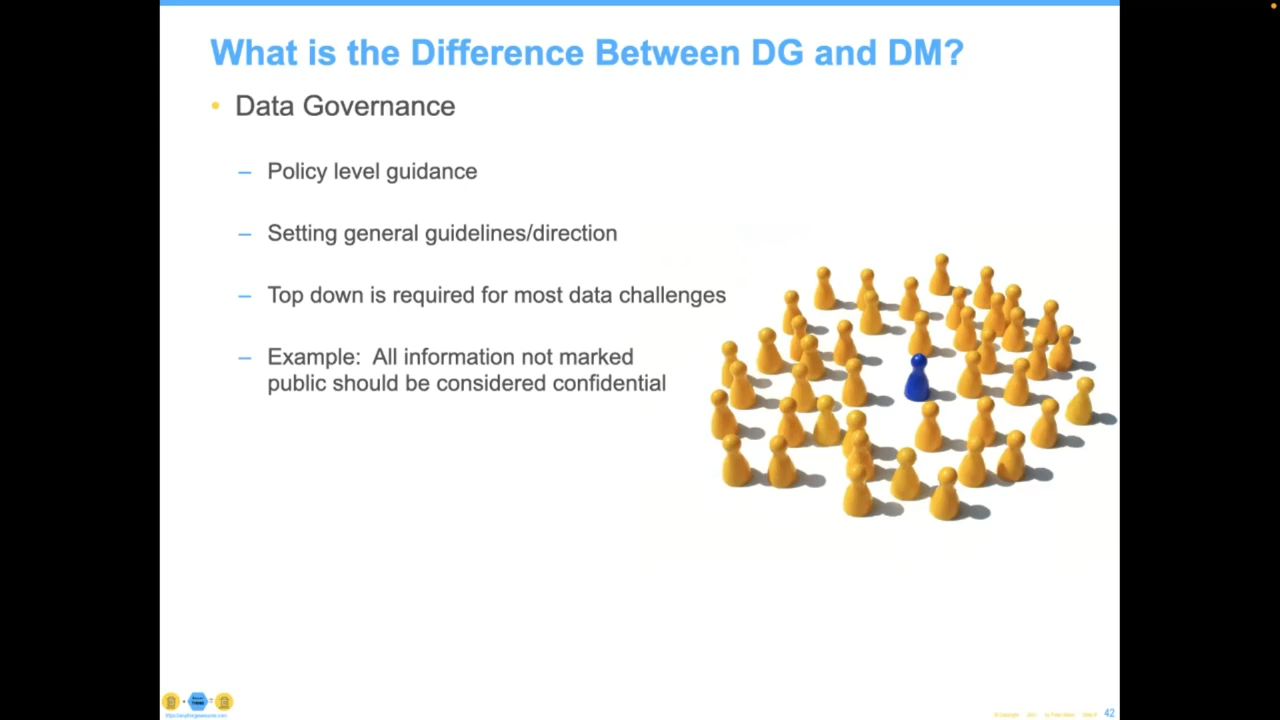 What is the Difference Between DG and DM?
• Data Governance
– Policy level guidance
– Setting general guidelines/direction
– Top down is required for most data challenges
– Example: All information not marked
public should be considered confidential
42